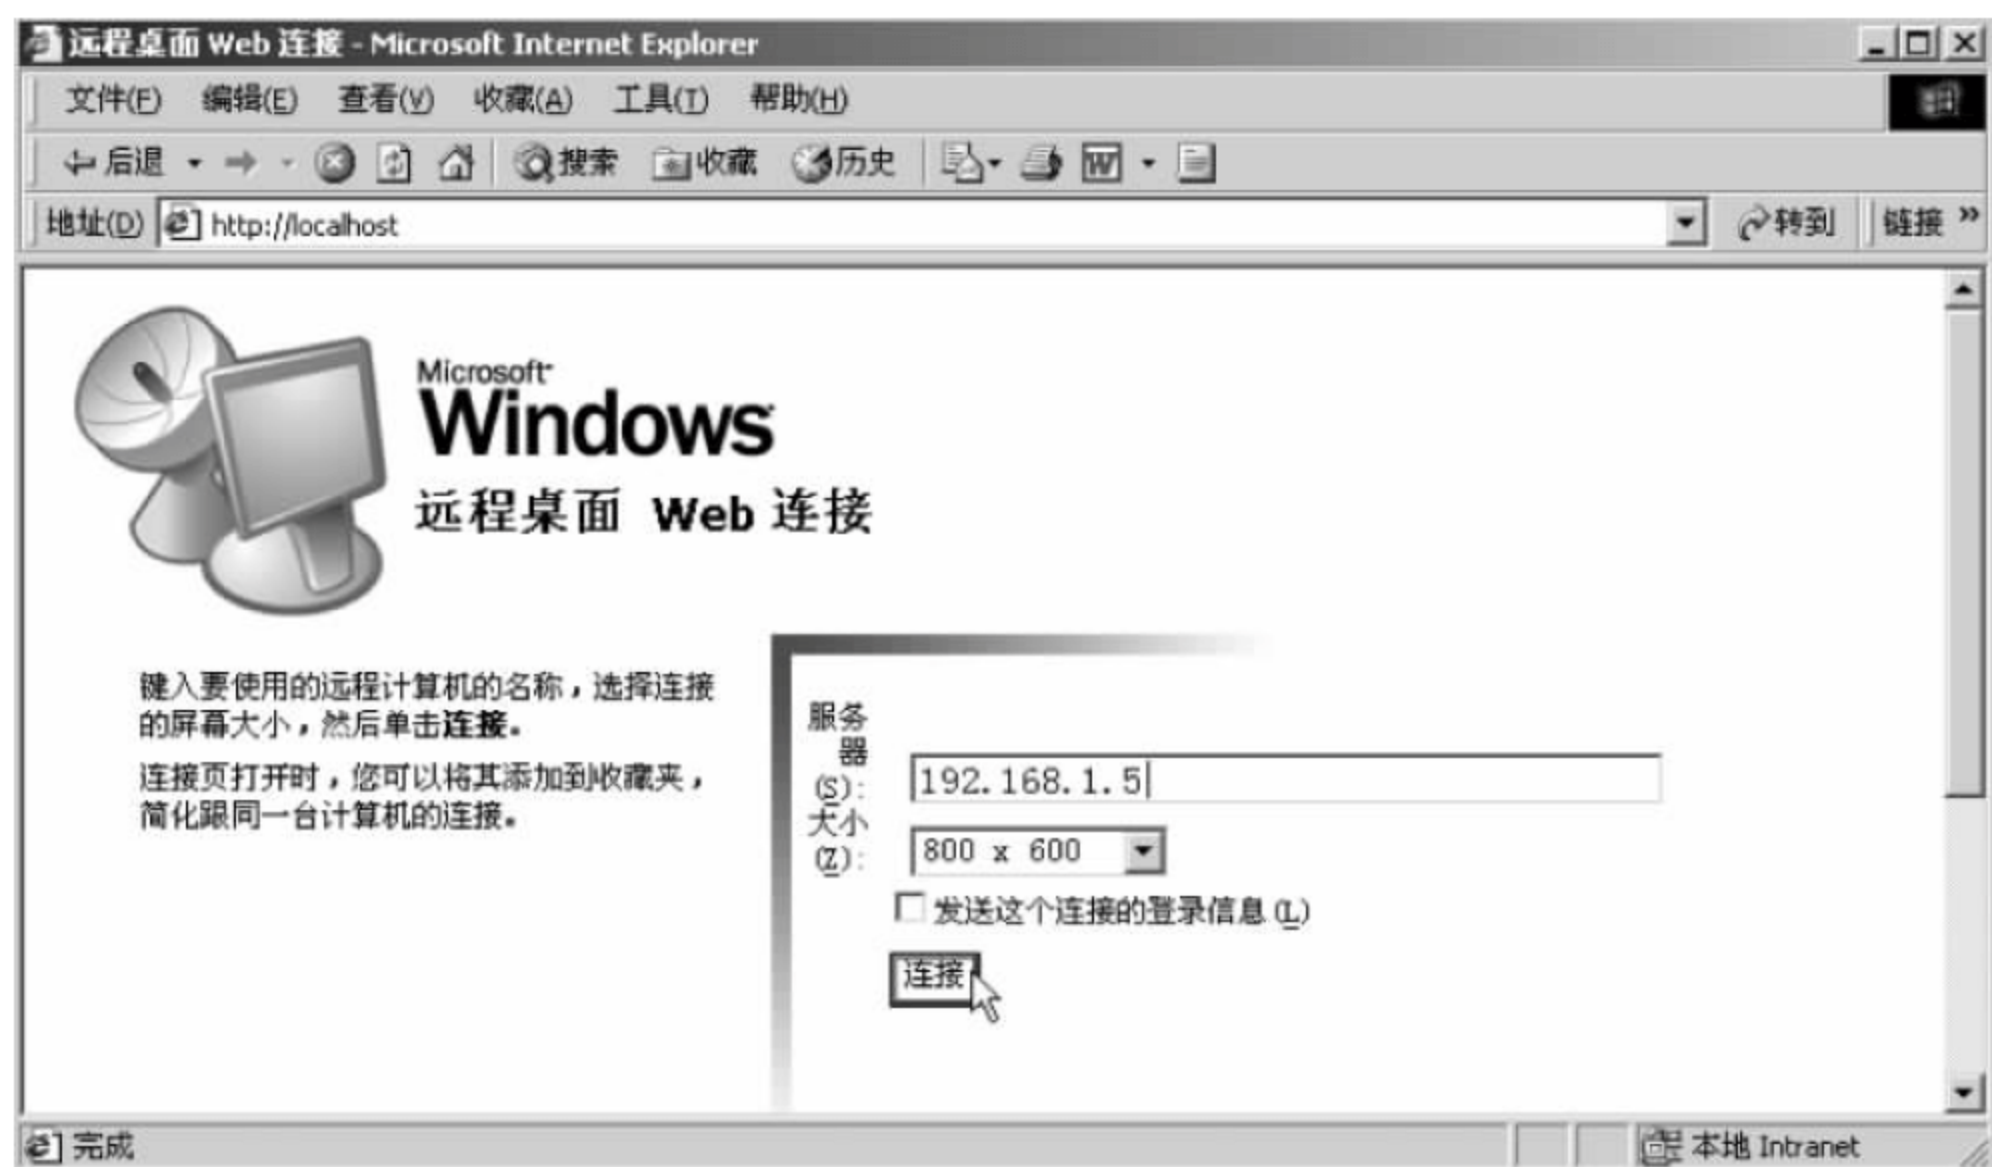 远程桌面 Web 连接 - Microsoft Internet Explorer
文件(F) 编辑(E) 查看(V) 收藏(A) 工具(T) 帮助(H)
后退 搜索 收藏 历史
地址(D) http://localhost 转到 链接 »
Microsoft
Windows
远程桌面 Web 连接
键入要使用的远程计算机的名称，选择连接
的屏幕大小，然后单击连接。
连接页打开时，您可以将其添加到收藏夹，
简化跟同一台计算机的连接。
服务
器
(S): 192.168.1.5
大小
(Z): 800 x 600
发送这个连接的登录信息(L)
连接
完成 本地 Intranet